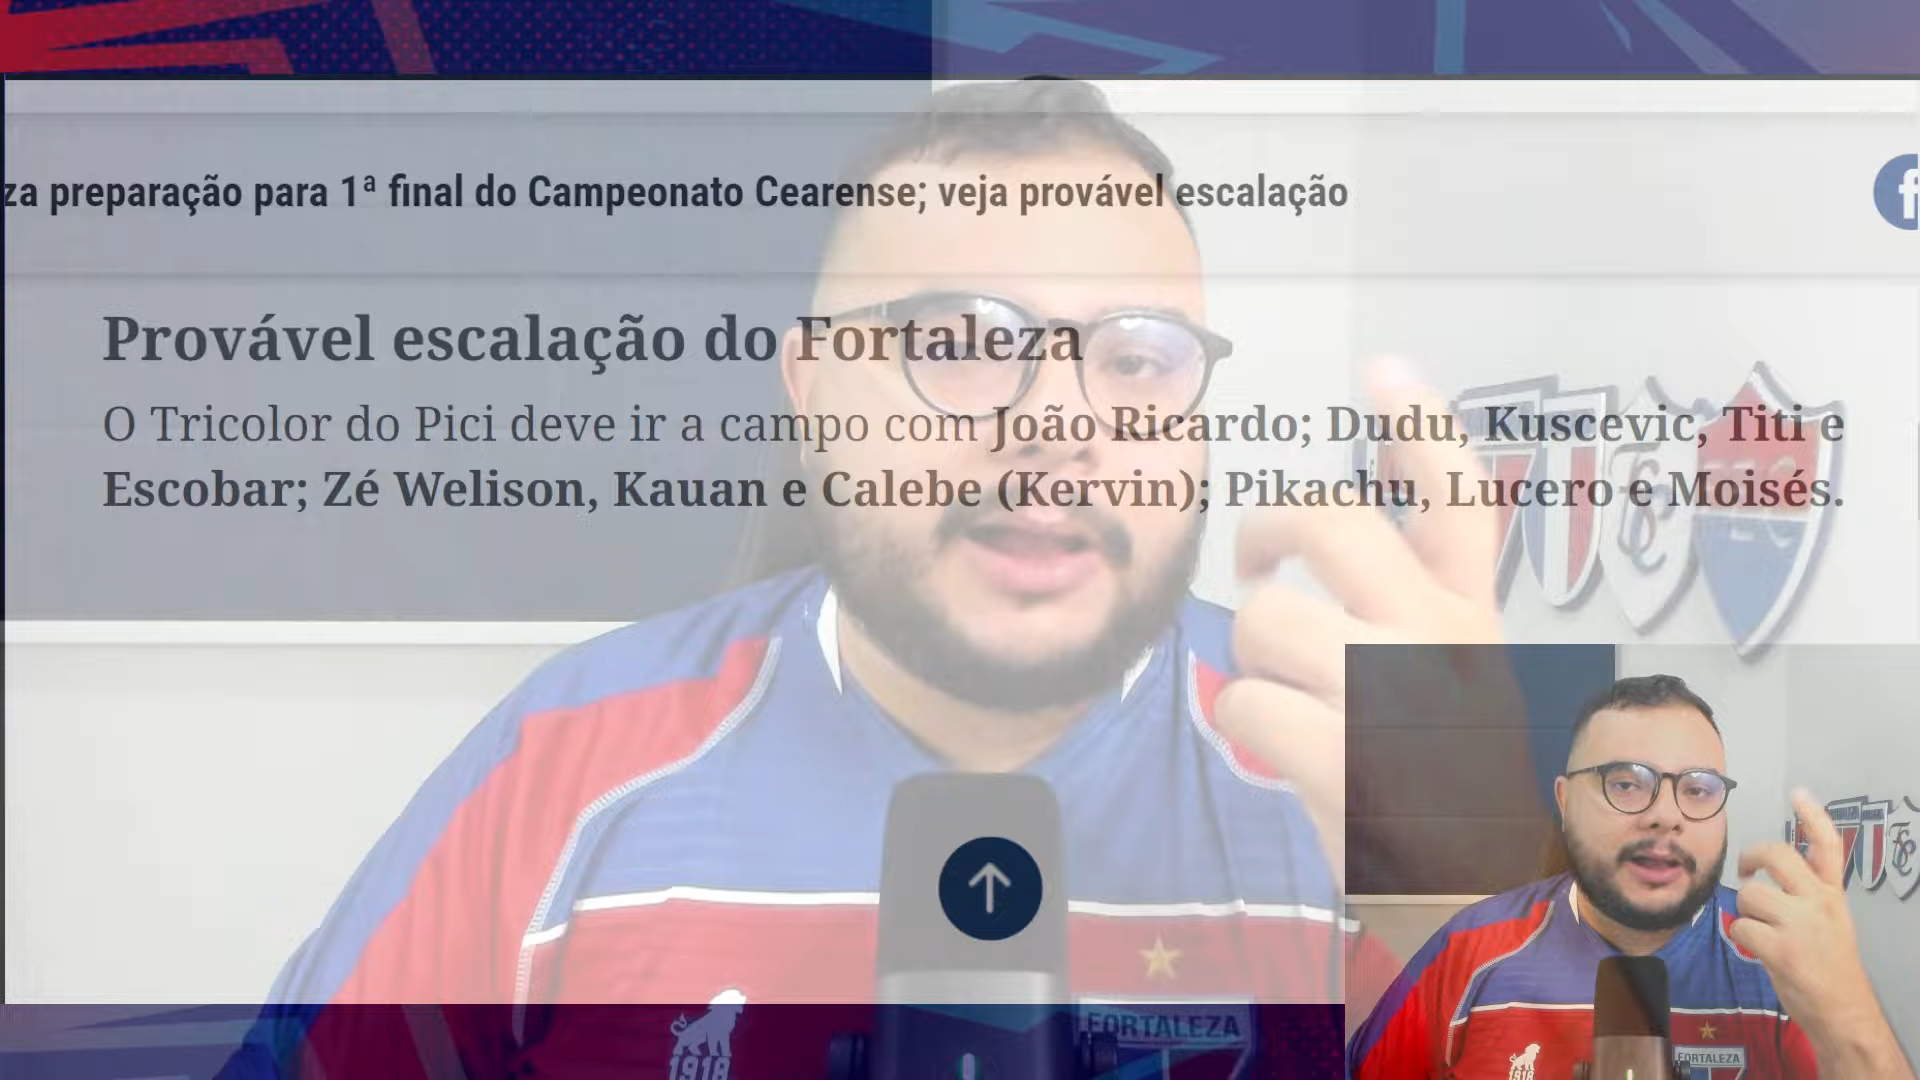 za preparação para 1ª final do Campeonato Cearense; veja provável escalação
f
Provável escalação do Fortaleza
O Tricolor do Pici deve ir a campo com João Ricardo; Dudu, Kuscevic, Titi e
Escobar; Zé Welison, Kauan e Calebe (Kervin); Pikachu, Lucero e Moisés.
1918
FORTALEZA
1918
FORTALEZA